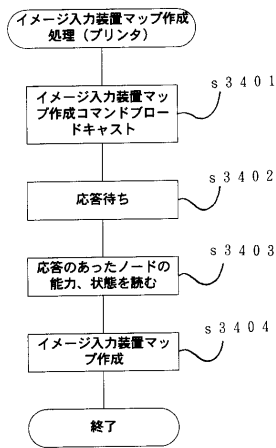 イメージ入力装置マップ作成
処理（プリンタ）
イメージ入力装置マッ
プ作成コマンドブロー
ドキャスト
s３４０１
応答待ち
s３４０２
応答のあったノードの
能力、状態を読む
s３４０３
イメージ入力装置マッ
プ作成
s３４０４
終了